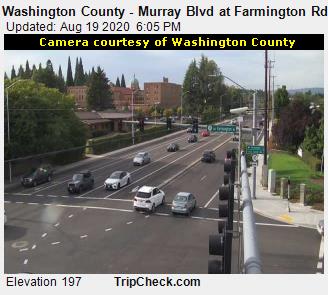 Washington County - Murray Blvd at Farmington Rd
Updated: Aug 19 2020 6:05 PM
Camera courtesy of Washington County
Elevation 197 TripCheck.com